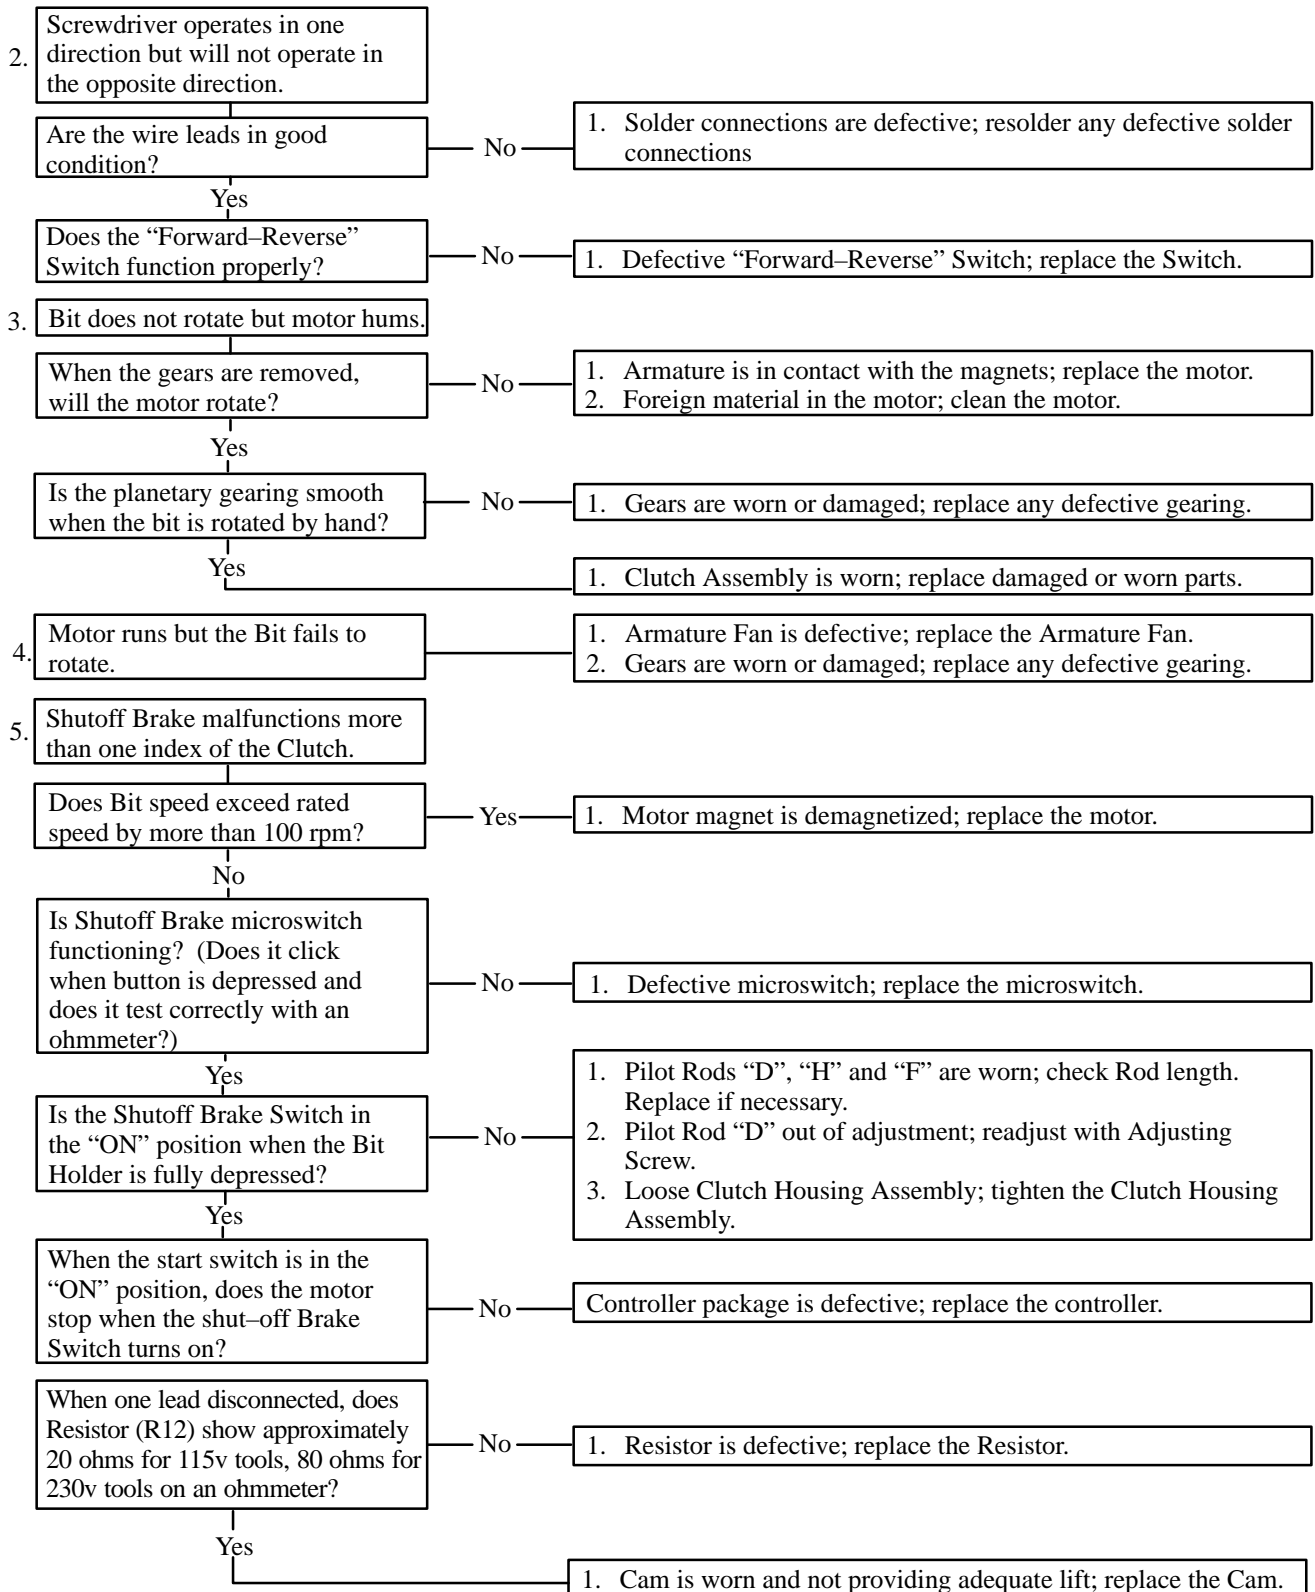 2.
Screwdriver operates in one
direction but will not operate in
the opposite direction.
Are the wire leads in good
condition?
No
1. Solder connections are defective; resolder any defective solder
connections
Yes
Does the “Forward–Reverse”
Switch function properly?
No
1. Defective “Forward–Reverse” Switch; replace the Switch.
3.
Bit does not rotate but motor hums.
When the gears are removed,
will the motor rotate?
No
1. Armature is in contact with the magnets; replace the motor.
2. Foreign material in the motor; clean the motor.
Yes
Is the planetary gearing smooth
when the bit is rotated by hand?
No
1. Gears are worn or damaged; replace any defective gearing.
Yes
1. Clutch Assembly is worn; replace damaged or worn parts.
4.
Motor runs but the Bit fails to
rotate.
1. Armature Fan is defective; replace the Armature Fan.
2. Gears are worn or damaged; replace any defective gearing.
5.
Shutoff Brake malfunctions more
than one index of the Clutch.
Does Bit speed exceed rated
speed by more than 100 rpm?
Yes
1. Motor magnet is demagnetized; replace the motor.
No
Is Shutoff Brake microswitch
functioning? (Does it click
when button is depressed and
does it test correctly with an
ohmmeter?)
No
1. Defective microswitch; replace the microswitch.
Yes
Is the Shutoff Brake Switch in
the “ON” position when the Bit
Holder is fully depressed?
No
1. Pilot Rods “D”, “H” and “F” are worn; check Rod length.
Replace if necessary.
2. Pilot Rod “D” out of adjustment; readjust with Adjusting
Screw.
3. Loose Clutch Housing Assembly; tighten the Clutch Housing
Assembly.
Yes
When the start switch is in the
“ON” position, does the motor
stop when the shut–off Brake
Switch turns on?
No
Controller package is defective; replace the controller.
When one lead disconnected, does
Resistor (R12) show approximately
20 ohms for 115v tools, 80 ohms for
230v tools on an ohmmeter?
No
1. Resistor is defective; replace the Resistor.
Yes
1. Cam is worn and not providing adequate lift; replace the Cam.